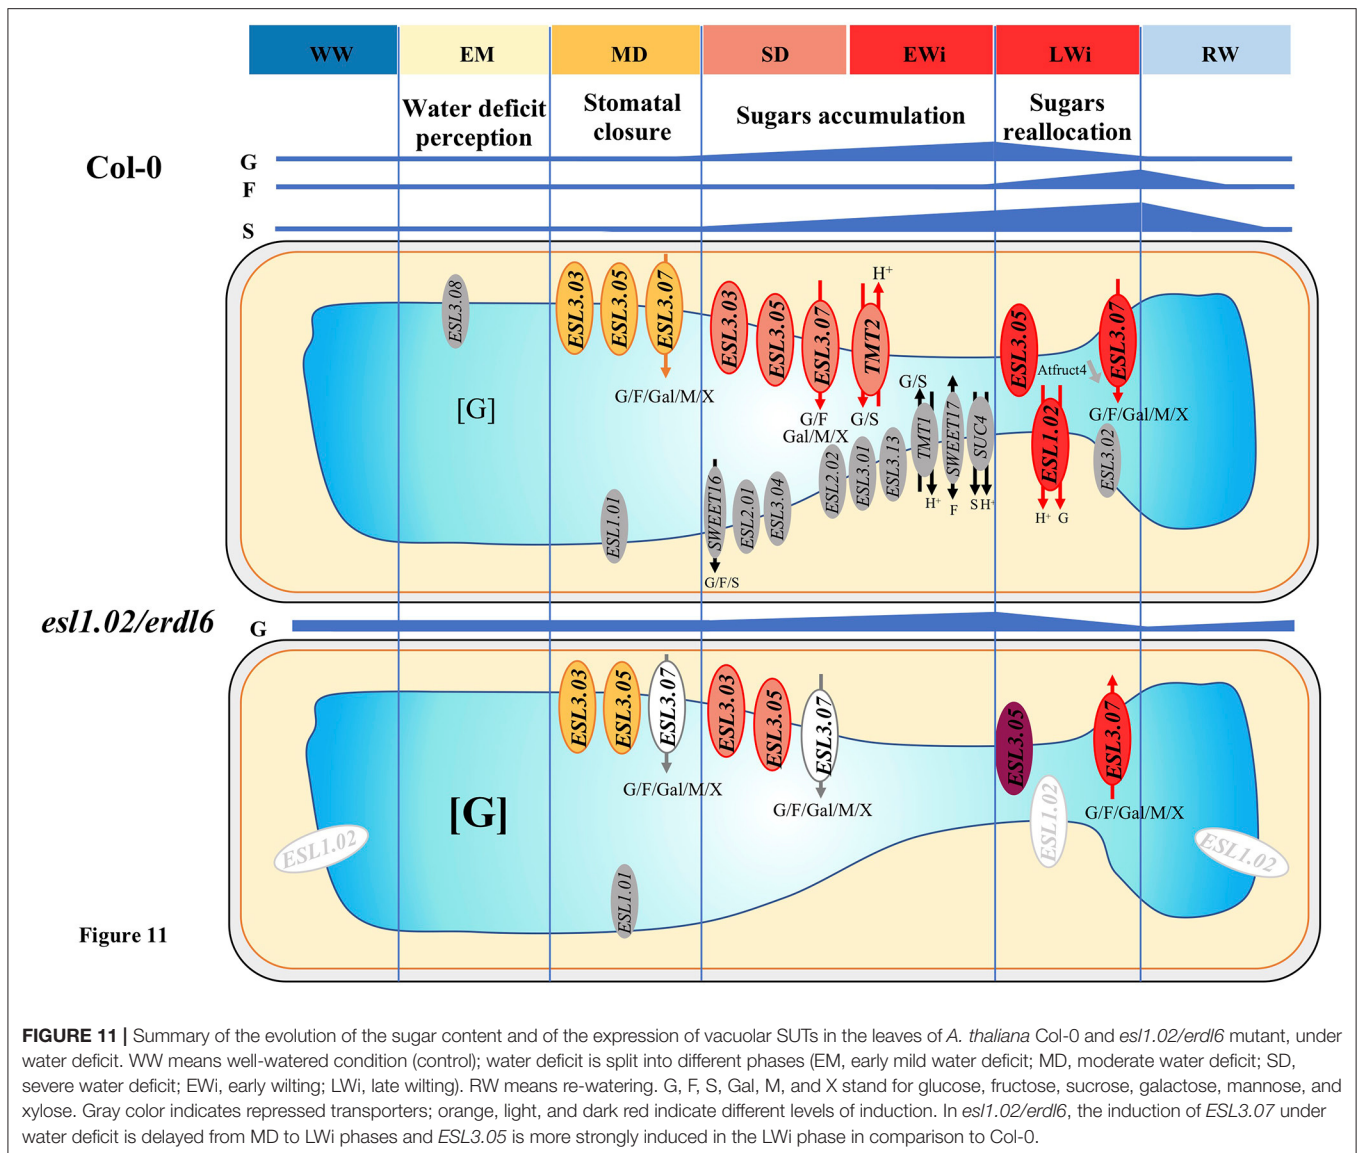 WW EM MD SD EWi LWi RW
Water deficit perception
Stomatal closure
Sugars accumulation
Sugars reallocation
Col-0
G
F
S
ESL3.08
ESL3.03
ESL3.05
ESL3.07
G/F/Gal/M/X
ESL3.03
ESL3.05
ESL3.07
G/F
Gal/M/X
H+
TMT2
G/S
ESL3.05
Atfruct4
ESL3.07
G/F/Gal/M/X
[G]
ESL1.01
SWEET16
G/F/S
ESL2.01
ESL3.04
ESL2.02
ESL3.01
ESL3.13
G/S
TMT1
H+
SWEET17
F
SUC4
S H+
ESL1.02
H+ G
ESL3.02
esl1.02/erdl6
G
ESL3.03
ESL3.05
ESL3.07
G/F/Gal/M/X
ESL3.03
ESL3.05
ESL3.07
G/F/Gal/M/X
ESL3.05
ESL3.07
G/F/Gal/M/X
[G]
ESL1.02
ESL1.01
ESL1.02
ESL1.02
Figure 11
FIGURE 11 | Summary of the evolution of the sugar content and of the expression of vacuolar SUTs in the leaves of A. thaliana Col-0 and esl1.02/erdl6 mutant, under
water deficit. WW means well-watered condition (control); water deficit is split into different phases (EM, early mild water deficit; MD, moderate water deficit; SD,
severe water deficit; EWi, early wilting; LWi, late wilting). RW means re-watering. G, F, S, Gal, M, and X stand for glucose, fructose, sucrose, galactose, mannose, and
xylose. Gray color indicates repressed transporters; orange, light, and dark red indicate different levels of induction. In esl1.02/erdl6, the induction of ESL3.07 under
water deficit is delayed from MD to LWi phases and ESL3.05 is more strongly induced in the LWi phase in comparison to Col-0.